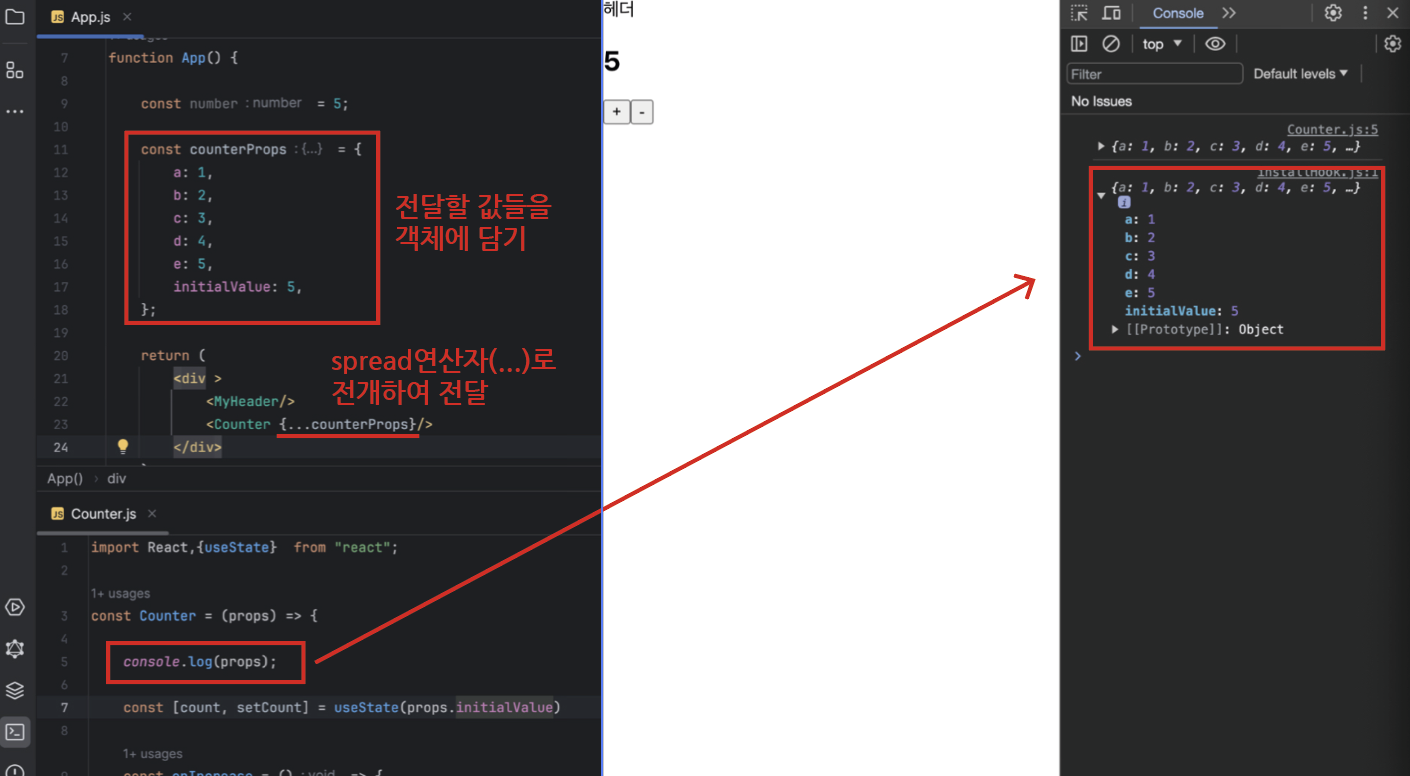 App.js
7 function App() {
8
9 const number :number = 5;
10
11 const counterProps :{...} = {
12 a: 1,
13 b: 2,
14 c: 3,
15 d: 4,
16 e: 5,
17 initialValue: 5,
18 };
19
20 return (
21 <div >
22 <MyHeader/>
23 <Counter {...counterProps}/>
24 </div>
전달할 값들을
객체에 담기
spread연산자(...)로
전개하여 전달
App() › div
Counter.js
1 import React,{useState} from "react";
2
1+ usages
3 const Counter = (props) => {
4
5 console.log(props);
6
7 const [count, setCount] = useState(props.initialValue)
8
1+ usages
헤더
5
+ -
Console
top
Filter
Default levels
No Issues
Counter.js:5
{a: 1, b: 2, c: 3, d: 4, e: 5, …}
installHook.js:1
{a: 1, b: 2, c: 3, d: 4, e: 5, …}
a: 1
b: 2
c: 3
d: 4
e: 5
initialValue: 5
[[Prototype]]: Object